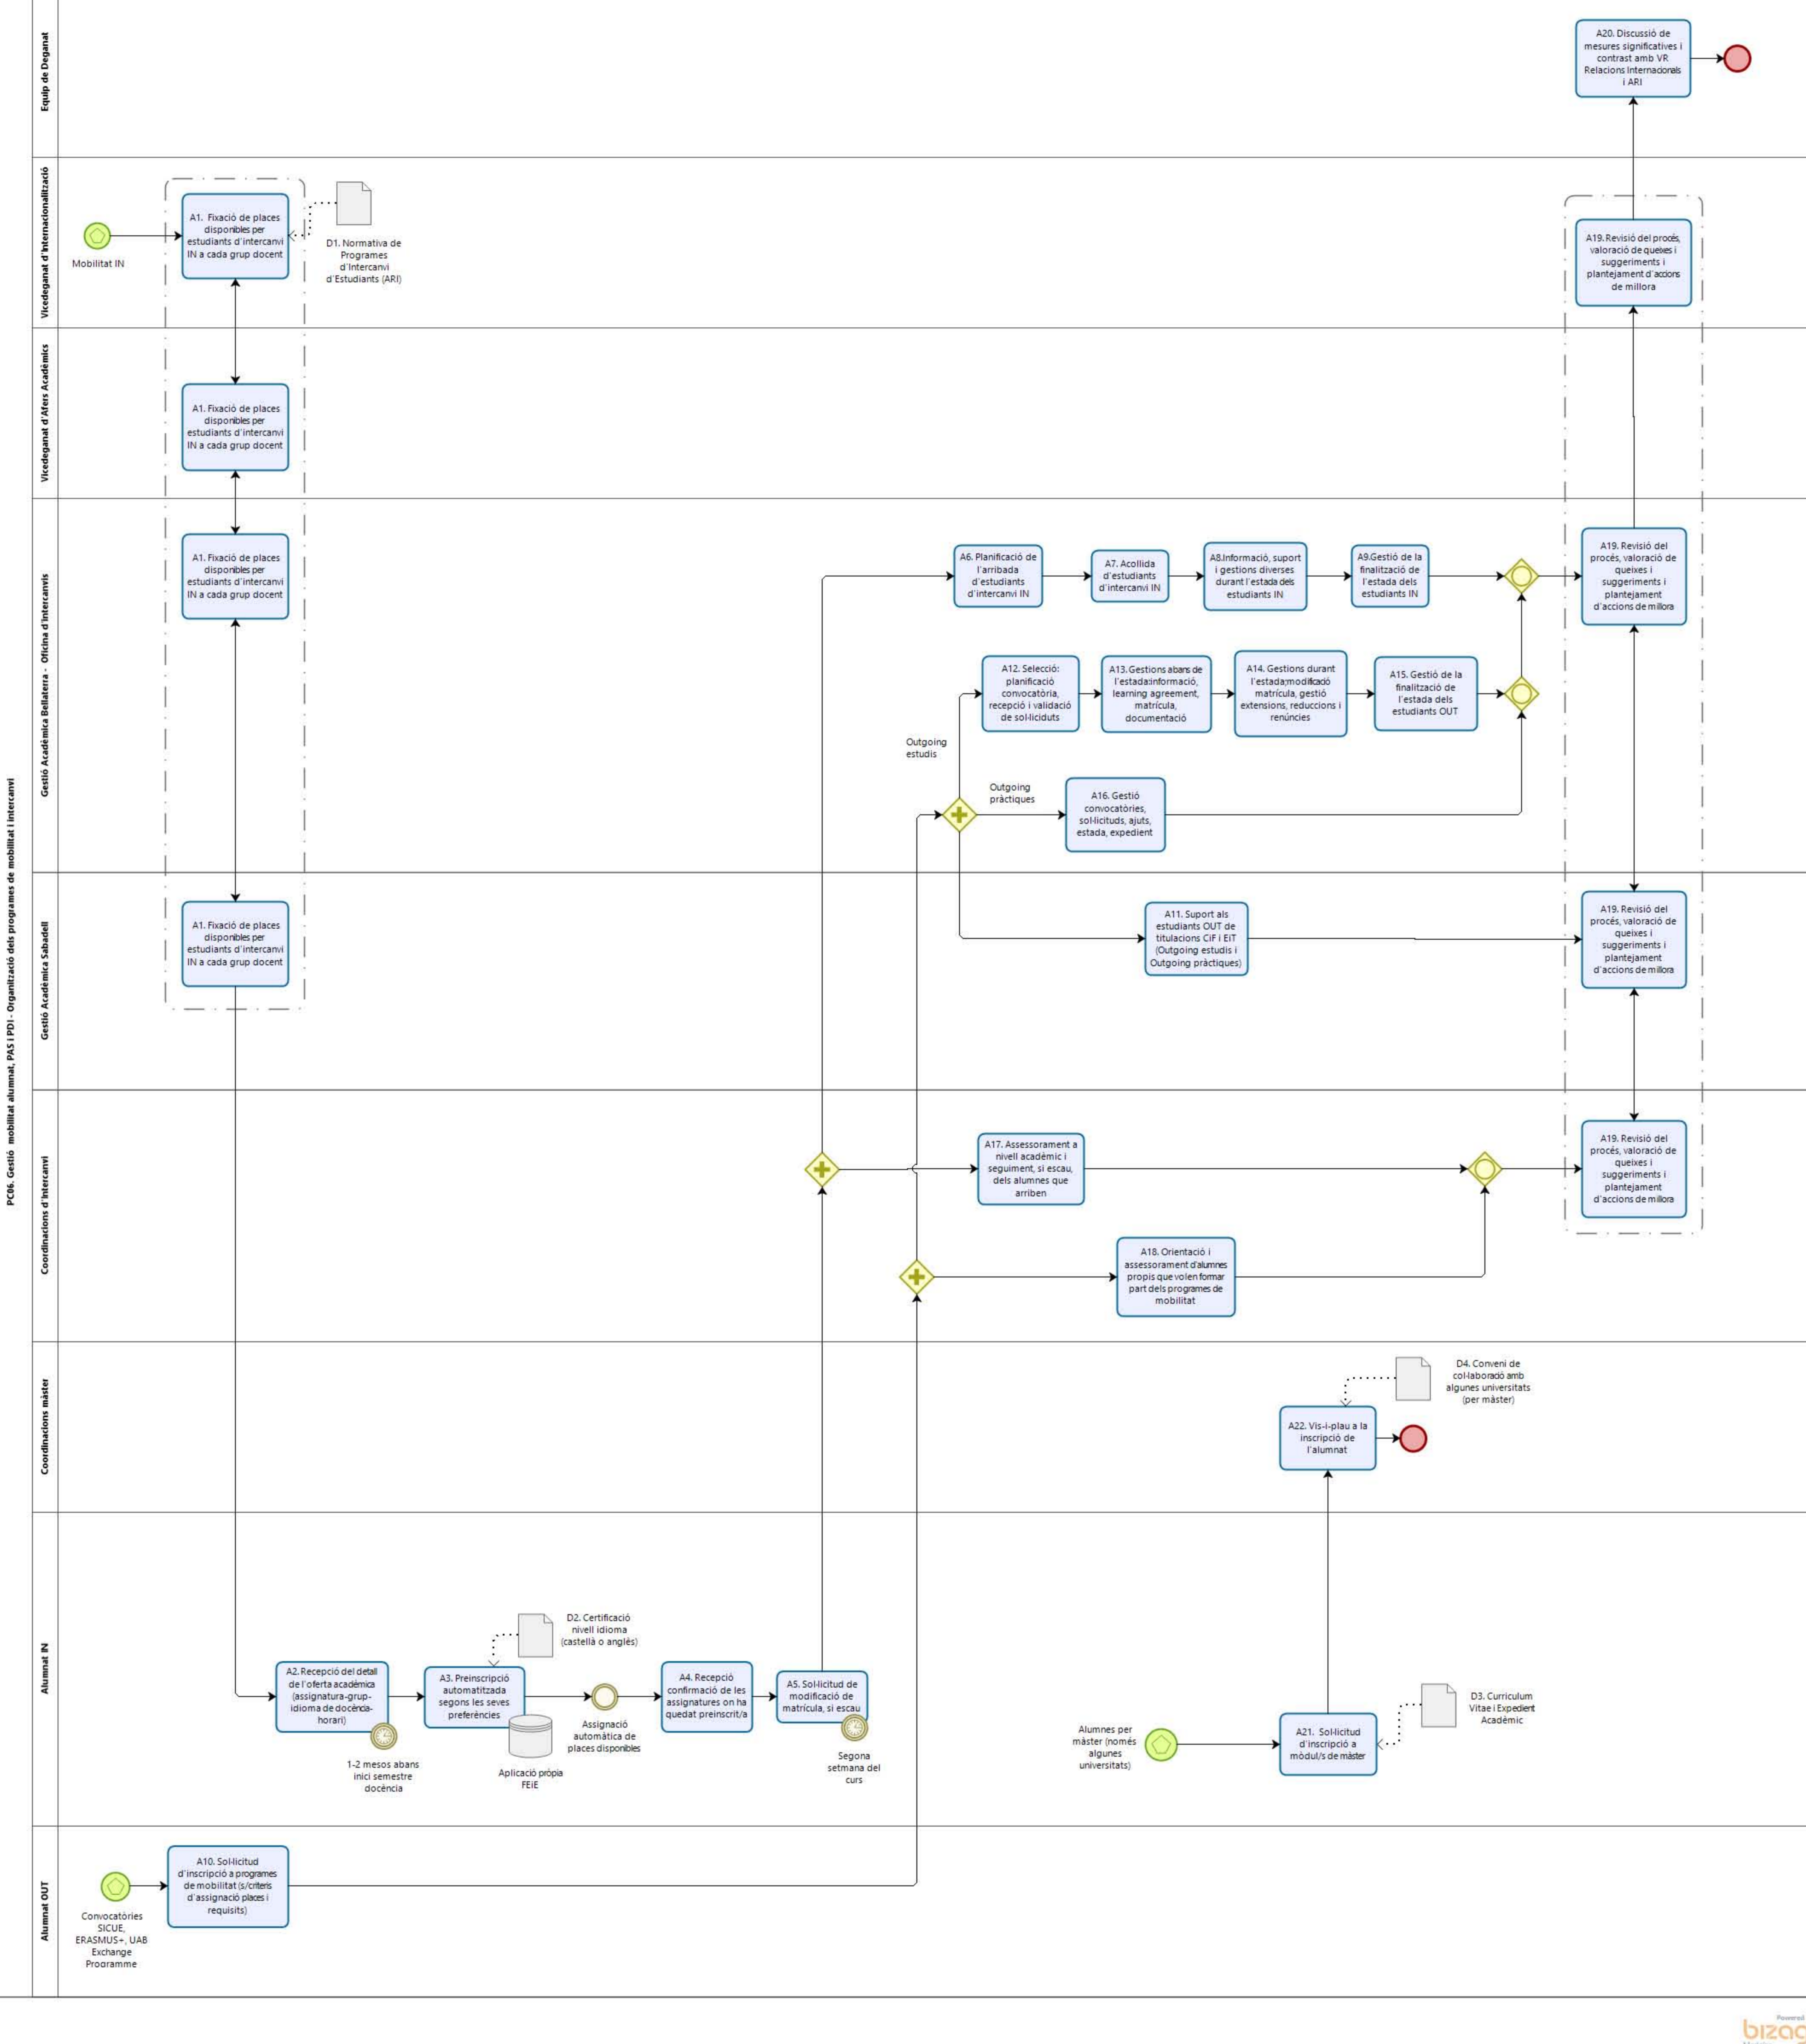 PC06. Gestió mobilitat alumnat, PAS i PDI - Organització dels programes de mobilitat i intercanvi
Equip de Deganat
A20. Discussió de
mesures significatives i
contrast amb VR
Relacions Internacionals
i ARI
Vicedeganat d'Internacionalització
Mobilitat IN
A1. Fixació de places
disponibles per
estudiants d'intercanvi
IN a cada grup docent
D1. Normativa de
Programes
d'Intercanvi
d'Estudiants (ARI)
A19. Revisió del procés,
valoració de queixes i
suggeriments i
plantejament d'accions
de millora
Vicedeganat d'Afers Acadèmics
A1. Fixació de places
disponibles per
estudiants d'intercanvi
IN a cada grup docent
Gestió Acadèmica Bellaterra - Oficina d'Intercanvis
A1. Fixació de places
disponibles per
estudiants d'intercanvi
IN a cada grup docent
A6. Planificació de
l'arribada
d'estudiants
d'intercanvi IN
A7. Acollida
d'estudiants
d'intercanvi IN
A8.Informació, suport
i gestions diverses
durant l'estada dels
estudiants IN
A9.Gestió de la
finalització de
l'estada dels
estudiants IN
A19. Revisió del
procés, valoració de
queixes i
suggeriments i
plantejament
d'accions de millora
A12. Selecció:
planificació
convocatòria,
recepció i validació
de sol·liciduts
A13.Gestions abans de
l'estada:informació,
learning agreement,
matrícula,
documentació
A14. Gestions durant
l'estada;modificació
matrícula, gestió
extensions, reduccions i
renúncies
A15. Gestió de la
finalització de
l'estada dels
estudiants OUT
Outgoing
estudis
Outgoing
pràctiques
A16. Gestió
convocatòries,
sol·licituds, ajuts,
estada, expedient
Gestió Acadèmica Sabadell
A1. Fixació de places
disponibles per
estudiants d'intercanvi
IN a cada grup docent
A11. Suport als
estudiants OUT de
titulacions CiF i EiT
(Outgoing estudis i
Outgoing pràctiques)
A19. Revisió del
procés, valoració de
queixes i
suggeriments i
plantejament
d'accions de millora
Coordinacions d'Intercanvi
A17. Assessorament a
nivell acadèmic i
seguiment, si escau,
dels alumnes que
arriben
A19. Revisió del
procés, valoració de
queixes i
suggeriments i
plantejament
d'accions de millora
A18. Orientació i
assessorament d'alumnes
propis que volen formar
part dels programes de
mobilitat
Coordinacions màster
D4. Conveni de
col·laboració amb
algunes universitats
(per màster)
A22. Vis-i-plau a la
inscripció de
l'alumnat
Alumnat IN
A2. Recepció del detall
de l'oferta acadèmica
(assignatura-grup-
idioma de docència-
horari)
1-2 mesos abans
inici semestre
docència
A3. Preinscripció
automatitzada
segons les seves
preferències
D2. Certificació
nivell idioma
(castellà o anglès)
Aplicació pròpia
FEiE
Assignació
automàtica de
places disponibles
A4. Recepció
confirmació de les
assignatures on ha
quedat preinscrit/a
A5. Sol·licitud de
modificació de
matrícula, si escau
Segona
setmana del
curs
Alumnes per
màster (només
algunes
universitats)
A21. Sol·licitud
d'inscripció a
mòdul/s de màster
D3. Curriculum
Vitae i Expedient
Acadèmic
Alumnat OUT
Convocatòries
SICUE,
ERASMUS+, UAB
Exchange
Programme
A10. Sol·licitud
d'inscripció a programes
de mobilitat (s/criteris
d'assignació places i
requisits)
Powered
bizag